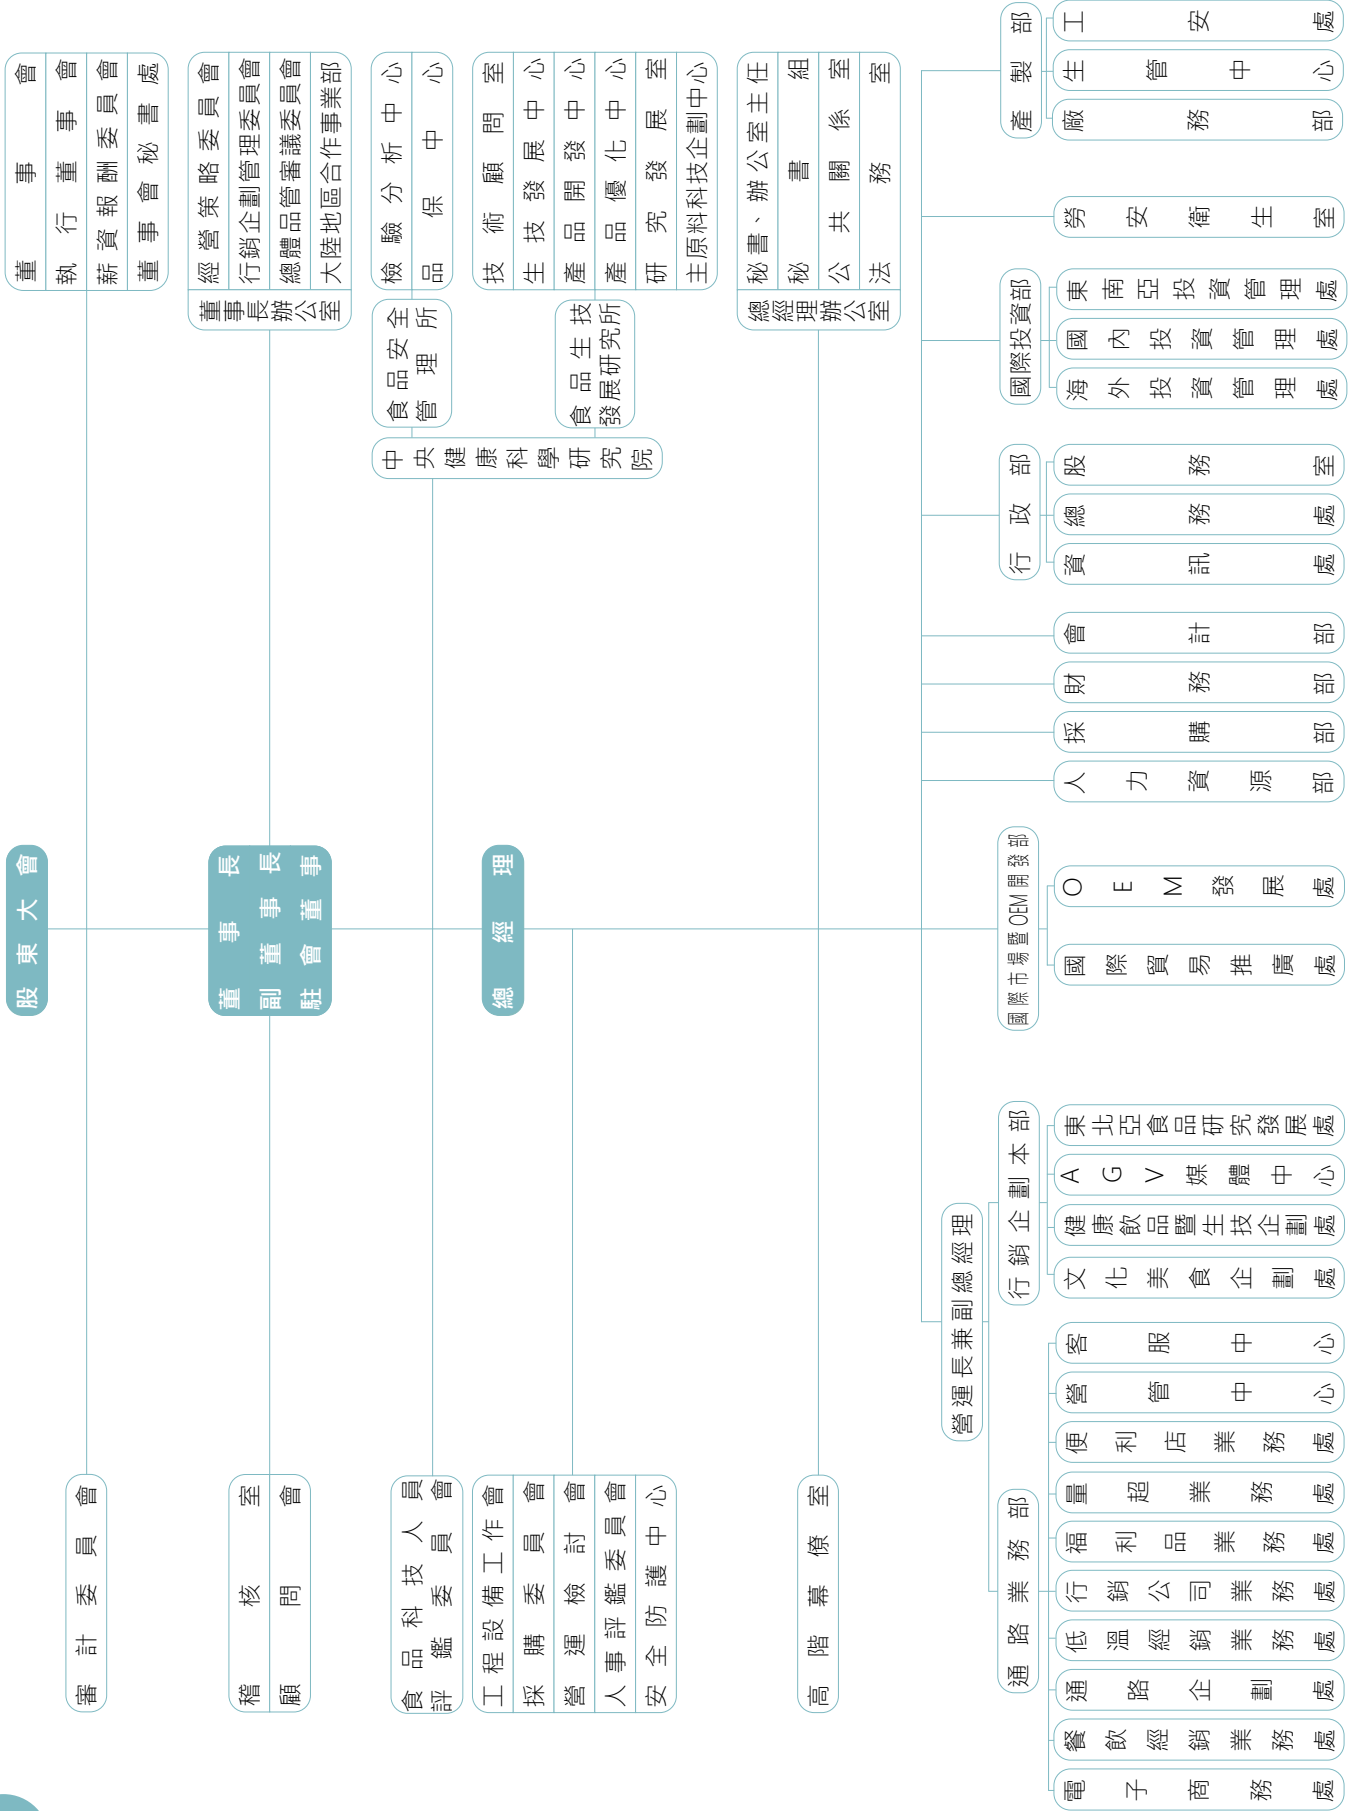 股東大會
審計委員會
董事會
執行董事會
薪資報酬委員會
董事會秘書處
董事長
副董事長
駐會董事
稽核室
顧問會
經營策略委員會
行銷企劃管理委員會
總體品管審議委員會
大陸地區合作事業部
董事長辦公室
食品科技人員
評鑑委員會
中央健康科學研究院
食品安全
管理所
檢驗分析中心
品保中心
食品生技
發展研究所
技術顧問室
生技發展中心
產品開發中心
產品優化中心
研究發展室
主原料科技企劃中心
總經理
工程設備工作會
採購委員會
營運檢討會
人事評鑑委員會
安全防護中心
高階幕僚室
總經理辦公室
秘書、辦公室主任
秘書組
公共關係室
法務室
營運長兼副總經理
通路業務部
電子商務處
餐飲經銷業務處
通路企劃處
低溫經銷業務處
行銷公司業務處
福利品業務處
量超業務處
便利店業務處
營管中心
客服中心
行銷企劃本部
文化美食企劃處
健康飲品暨生技企劃處
AGV媒體中心
東北亞食品研究發展處
國際市場暨OEM開發部
國際貿易推廣處
OEM發展處
人力資源部
採購部
財務部
會計部
行政部
資訊處
總務處
股務室
國際投資部
海外投資管理處
國內投資管理處
東南亞投資管理處
勞安衛生室
產製部
廠務部
生管中心
工安處